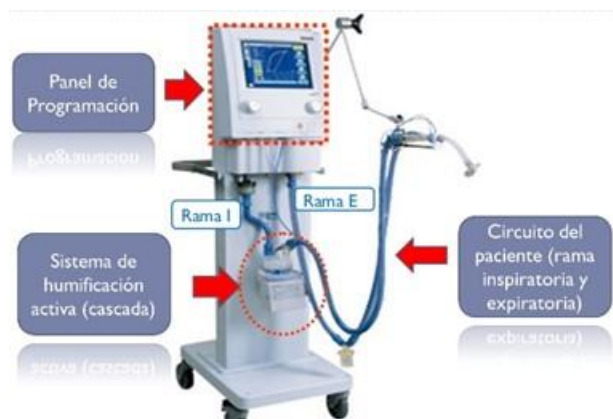 Panel de
Programación
Rama I
Rama E
Sistema de
humificación
activa (cascada)
Circuito del
paciente (rama
inspiratoria y
expiratoria)